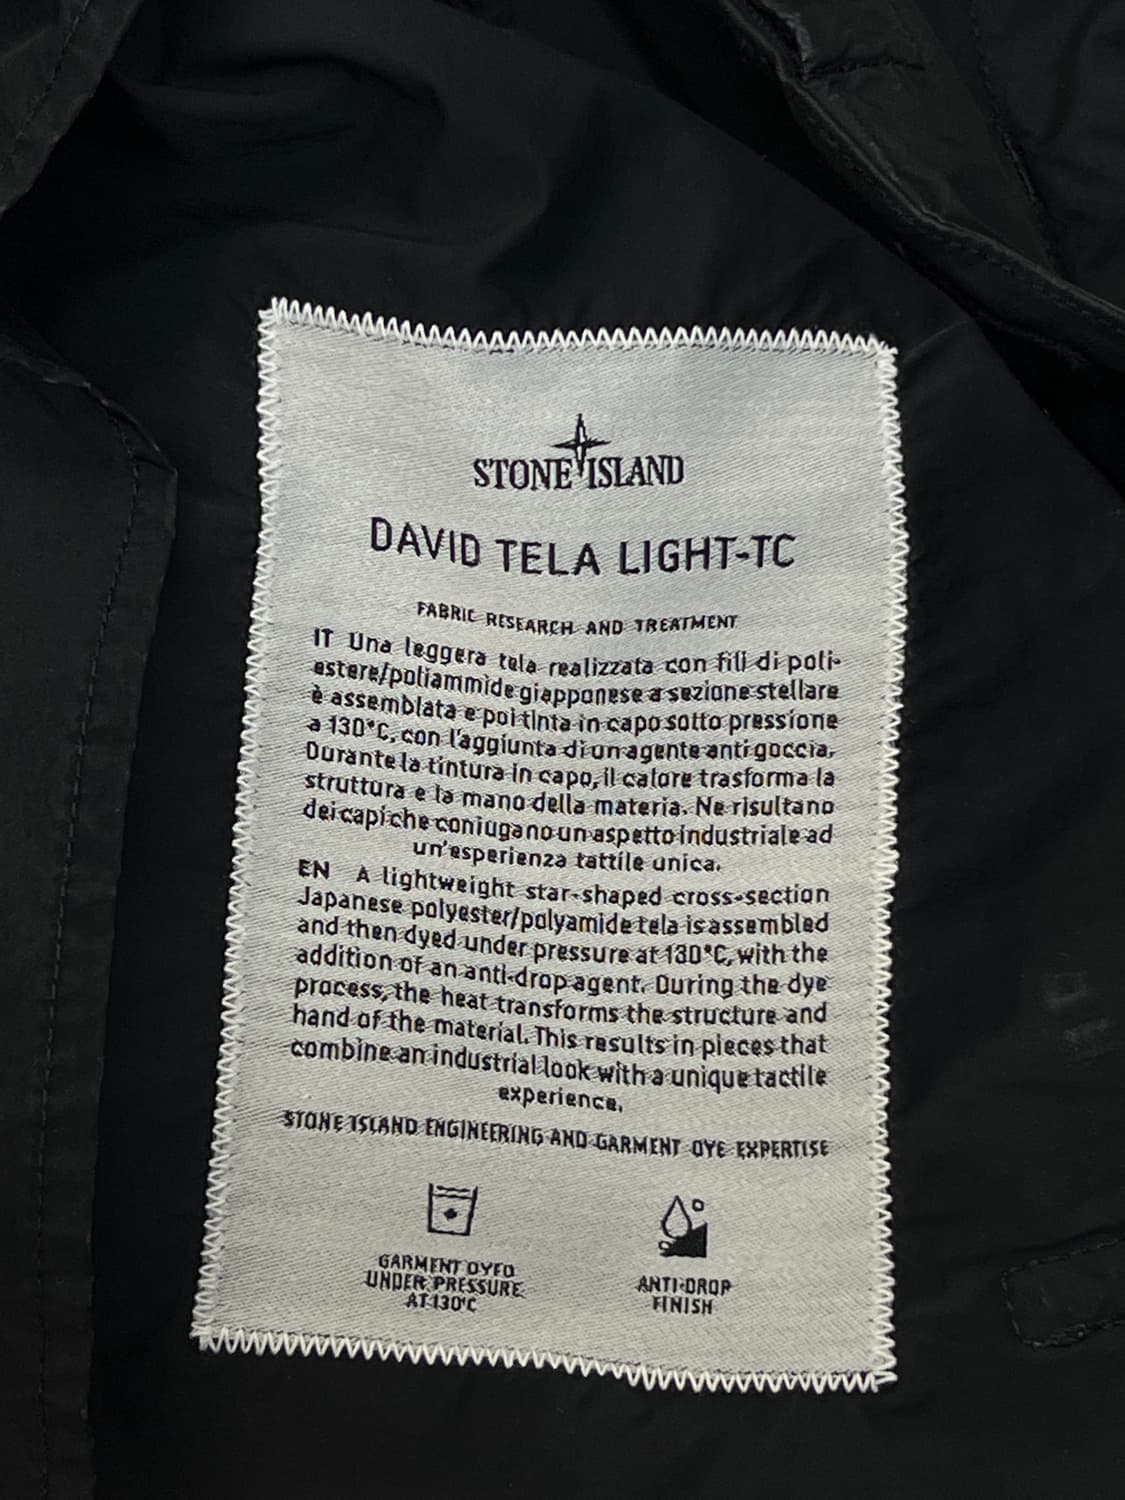 STONE ISLAND
DAVID TELA LIGHT-TC
FABRIC RESEARCH AND TREATMENT
IT Una leggera tela realizzata con fili di poli-
estere/poliammide giapponese a sezione stellare
è assemblata e poi tinta in capo sotto pressione
a 130°C, con l'aggiunta di un agente anti goccia.
Durante la tintura in capo, il calore trasforma la
struttura e la mano della materia. Ne risultano
dei capi che coniugano un aspetto industriale ad
un'esperienza tattile unica.
EN A lightweight star-shaped cross-section
Japanese polyester/polyamide tela is assembled
and then dyed under pressure at 130°C, with the
addition of an anti-drop agent. During the dye
process, the heat transforms the structure and
hand of the material. This results in pieces that
combine an industrial look with a unique tactile
experience.
STONE ISLAND ENGINEERING AND GARMENT DYE EXPERTISE
GARMENT DYED
UNDER PRESSURE
AT 130°C
ANTI-DROP
FINISH